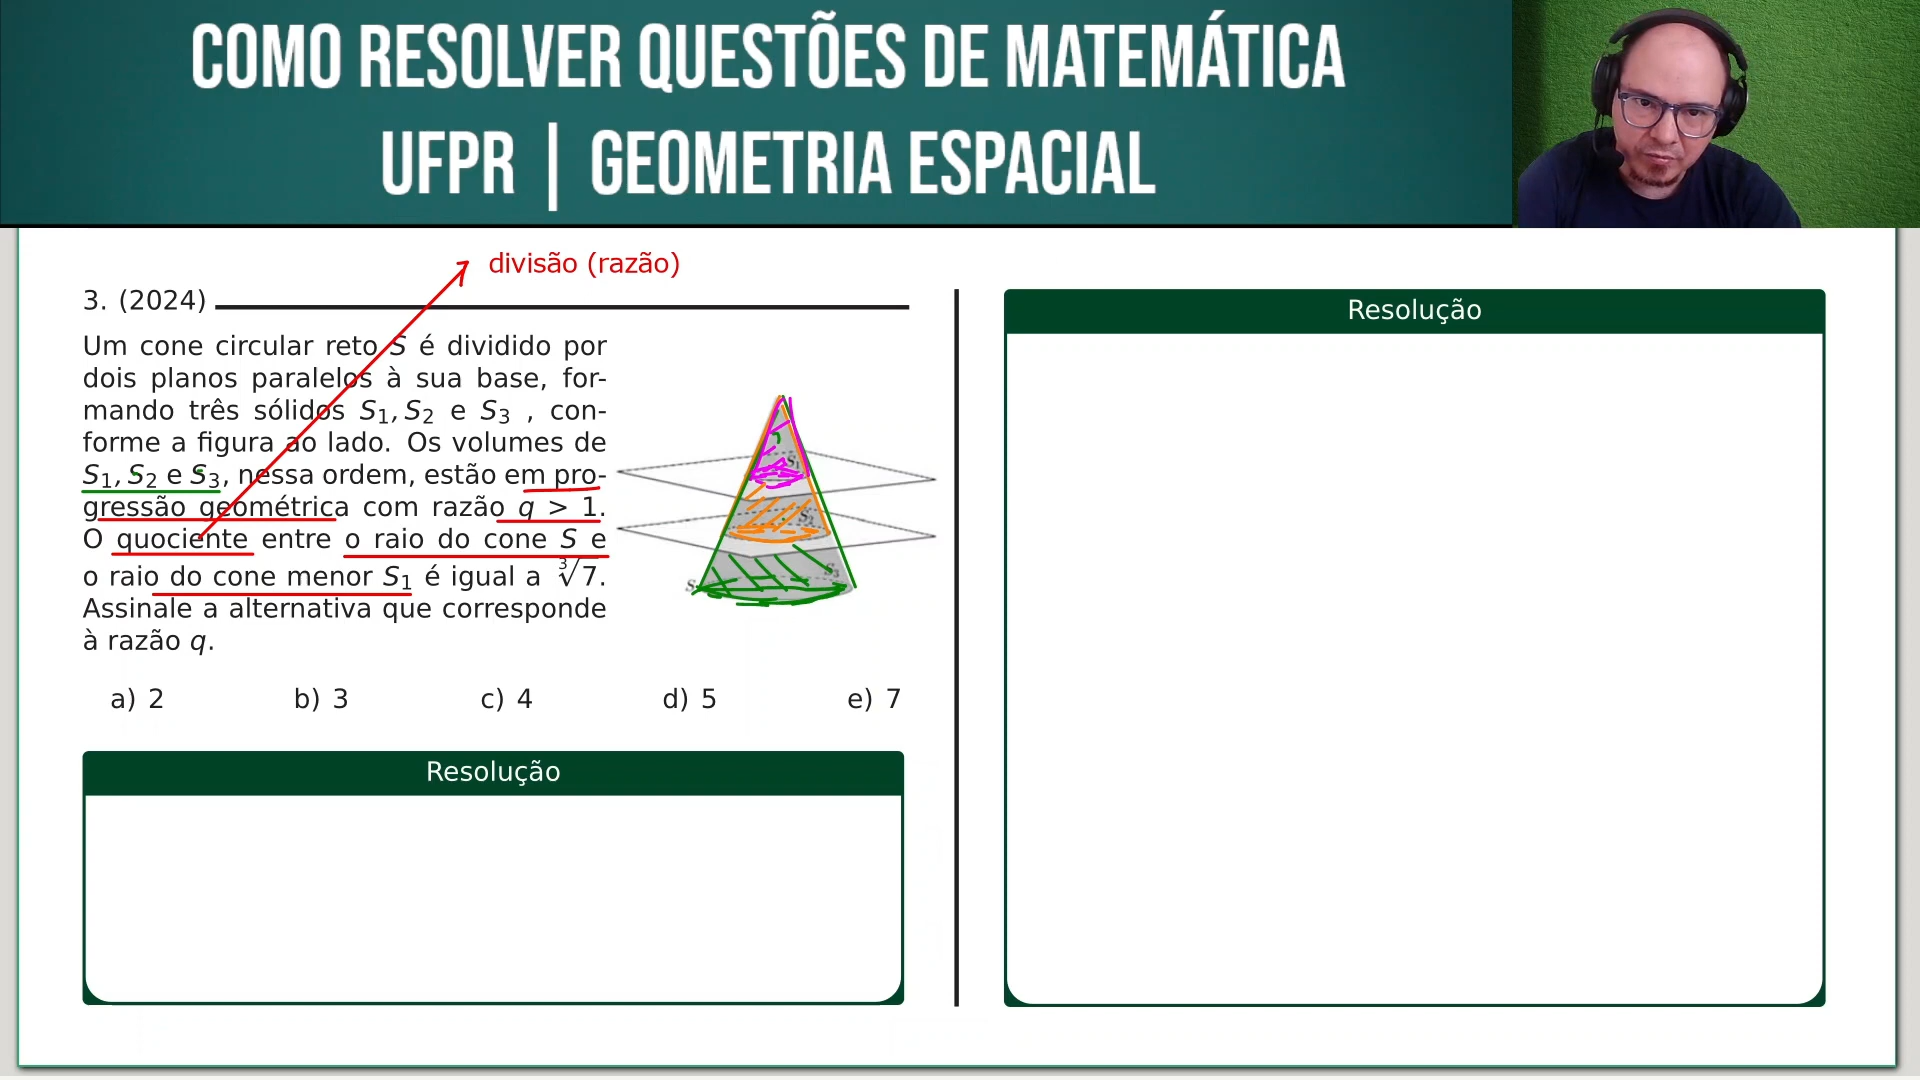 COMO RESOLVER QUESTÕES DE MATEMÁTICA
UFPR | GEOMETRIA ESPACIAL
divisão (razão)
3. (2024)
Um cone circular reto S é dividido por
dois planos paralelos à sua base, for-
mando três sólidos S₁, S₂ e S₃ , con-
forme a figura ao lado. Os volumes de
S₁, S₂ e S₃, nessa ordem, estão em pro-
gressão geométrica com razão q > 1.
O quociente entre o raio do cone S e
o raio do cone menor S₁ é igual a ∛7.
Assinale a alternativa que corresponde
à razão q.
S₁
S₂
S₃
S
a) 2 b) 3 c) 4 d) 5 e) 7
Resolução
Resolução